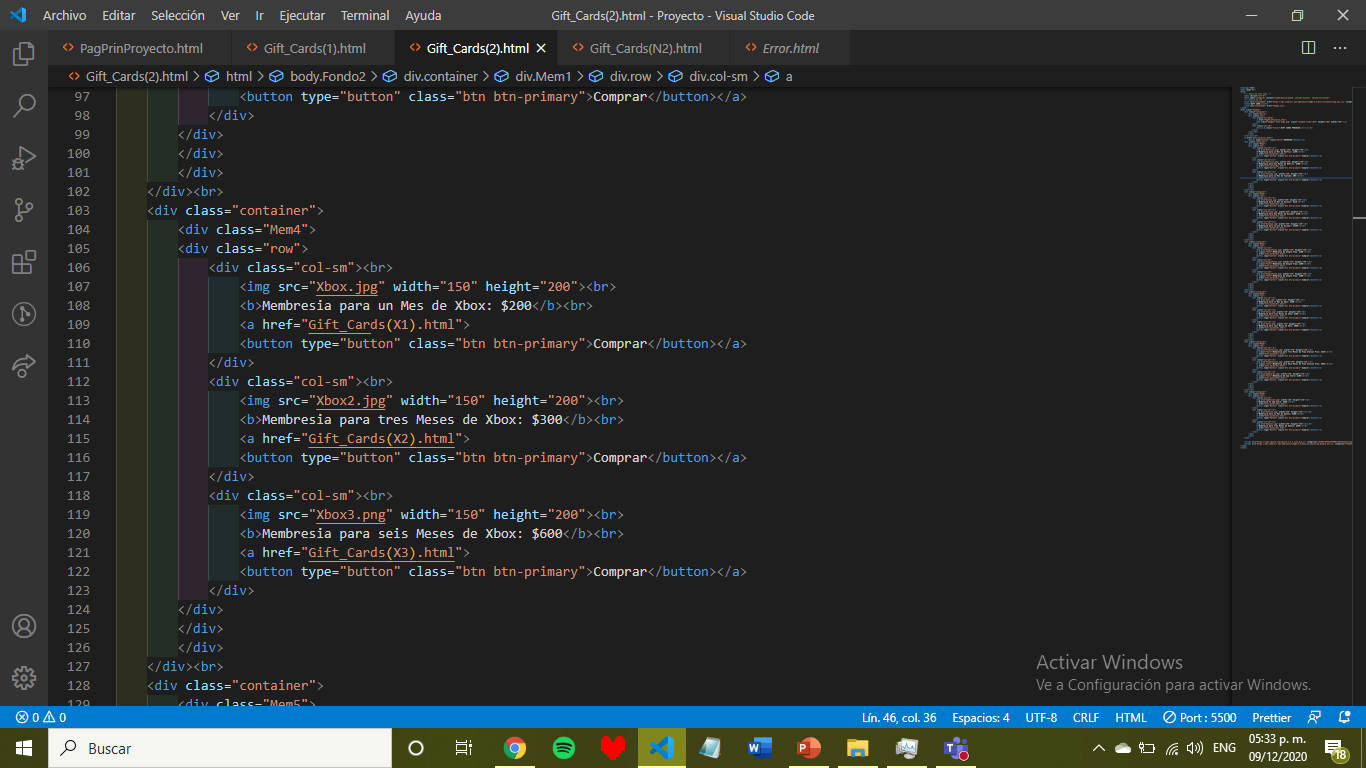 Archivo Editar Selección Ver Ir Ejecutar Terminal Ayuda Gift_Cards(2).html - Proyecto - Visual Studio Code
PagPrinProyecto.html Gift_Cards(1).html Gift_Cards(2).html Gift_Cards(N2).html Error.html
Gift_Cards(2).html > html > body.Fondo2 > div.container > div.Mem1 > div.row > div.col-sm > a
97 <button type="button" class="btn btn-primary">Comprar</button></a>
98 </div>
99 </div>
100 </div>
101 </div>
102 </div><br>
103 <div class="container">
104 <div class="Mem4">
105 <div class="row">
106 <div class="col-sm"><br>
107 <img src="Xbox.jpg" width="150" height="200"><br>
108 <b>Membresia para un Mes de Xbox: $200</b><br>
109 <a href="Gift_Cards(X1).html">
110 <button type="button" class="btn btn-primary">Comprar</button></a>
111 </div>
112 <div class="col-sm"><br>
113 <img src="Xbox2.jpg" width="150" height="200"><br>
114 <b>Membresia para tres Meses de Xbox: $300</b><br>
115 <a href="Gift_Cards(X2).html">
116 <button type="button" class="btn btn-primary">Comprar</button></a>
117 </div>
118 <div class="col-sm"><br>
119 <img src="Xbox3.png" width="150" height="200"><br>
120 <b>Membresia para seis Meses de Xbox: $600</b><br>
121 <a href="Gift_Cards(X3).html">
122 <button type="button" class="btn btn-primary">Comprar</button></a>
123 </div>
124 </div>
125 </div>
126 </div>
127 </div><br>
128 <div class="container">
129 <div class="Mem5">
Activar Windows
Ve a Configuración para activar Windows.
0 0 Lín. 46, col. 36 Espacios: 4 UTF-8 CRLF HTML Port : 5500 Prettier
Buscar ENG 05:33 p. m.
09/12/2020 18